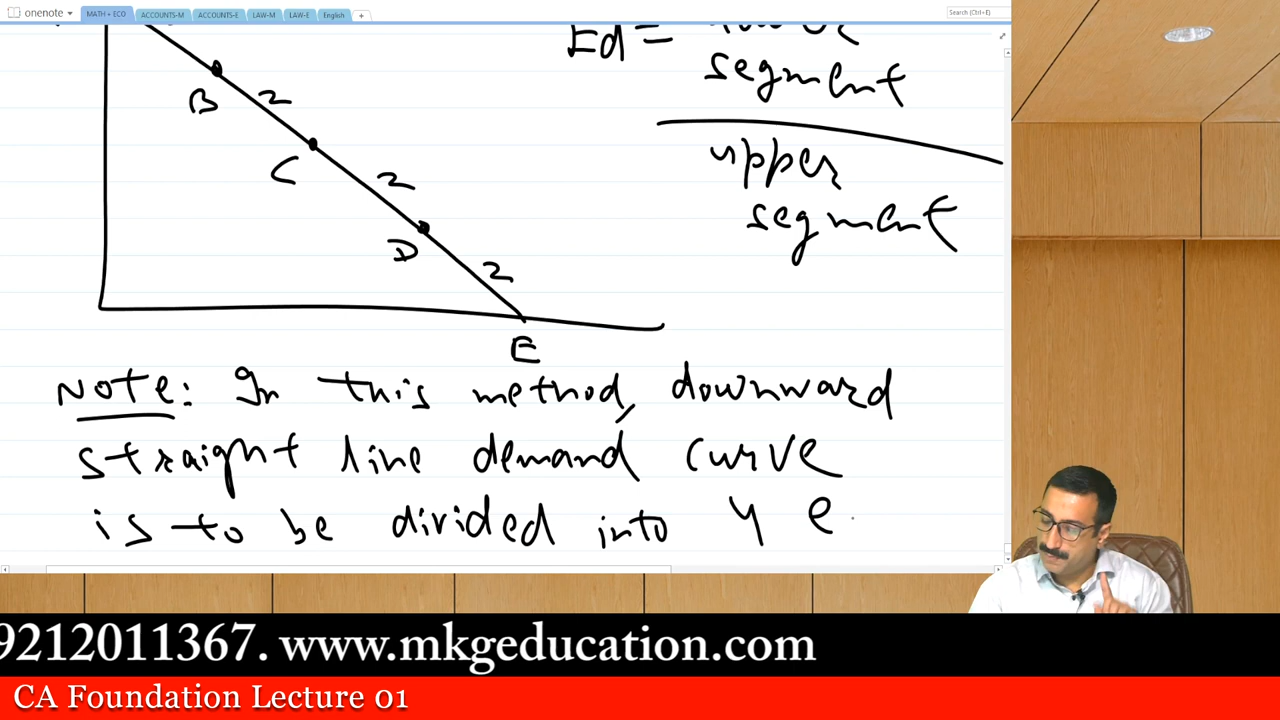 onenote
MATH + ECO
ACCOUNTS-M
ACCOUNTS-E
LAW-M
LAW-E
English
+
Search (Ctrl+E)
Ed =
segment
upper
segment
B
2
C
2
D
2
E
NOTE: In this method, downward
straight line demand curve
is to be divided into 4 e
9212011367. www.mkgeducation.com
CA Foundation Lecture 01